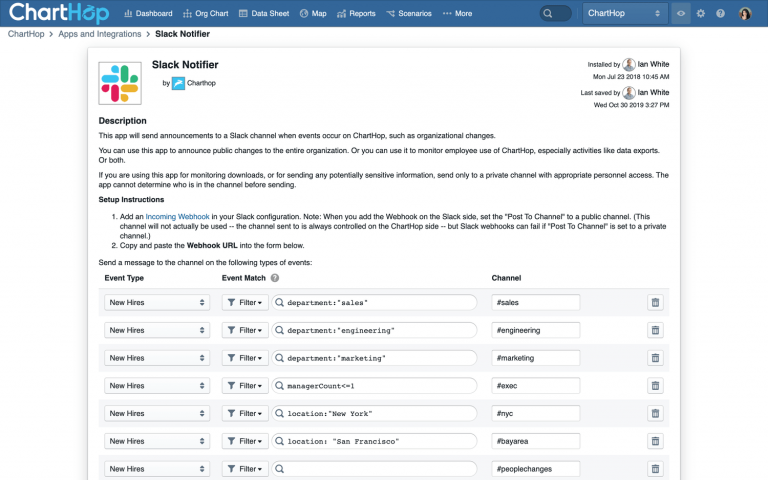 ChartHop
Dashboard
Org Chart
Data Sheet
Map
Reports
Scenarios
More
ChartHop
ChartHop > Apps and Integrations > Slack Notifier
Slack Notifier
by Charthop
Installed by Ian White
Mon Jul 23 2018 10:45 AM
Last saved by Ian White
Wed Oct 30 2019 3:27 PM
Description
This app will send announcements to a Slack channel when events occur on ChartHop, such as organizational changes.
You can use this app to announce public changes to the entire organization. Or you can use it to monitor employee use of ChartHop, especially activities like data exports.
Or both.
If you are using this app for monitoring downloads, or for sending any potentially sensitive information, send only to a private channel with appropriate personnel access. The
app cannot determine who is in the channel before sending.
Setup Instructions
1. Add an Incoming Webhook in your Slack configuration. Note: When you add the Webhook on the Slack side, set the "Post To Channel" to a public channel. (This
channel will not actually be used -- the channel sent to is always controlled on the ChartHop side -- but Slack webhooks can fail if "Post To Channel" is set to a private
channel.)
2. Copy and paste the Webhook URL into the form below.
Send a message to the channel on the following types of events:
Event Type Event Match ? Channel
New Hires Filter department:"sales" #sales
New Hires Filter department:"engineering" #engineering
New Hires Filter department:"marketing" #marketing
New Hires Filter managerCount<=1 #exec
New Hires Filter location:"New York" #nyc
New Hires Filter location: "San Francisco" #bayarea
New Hires Filter #peoplechanges